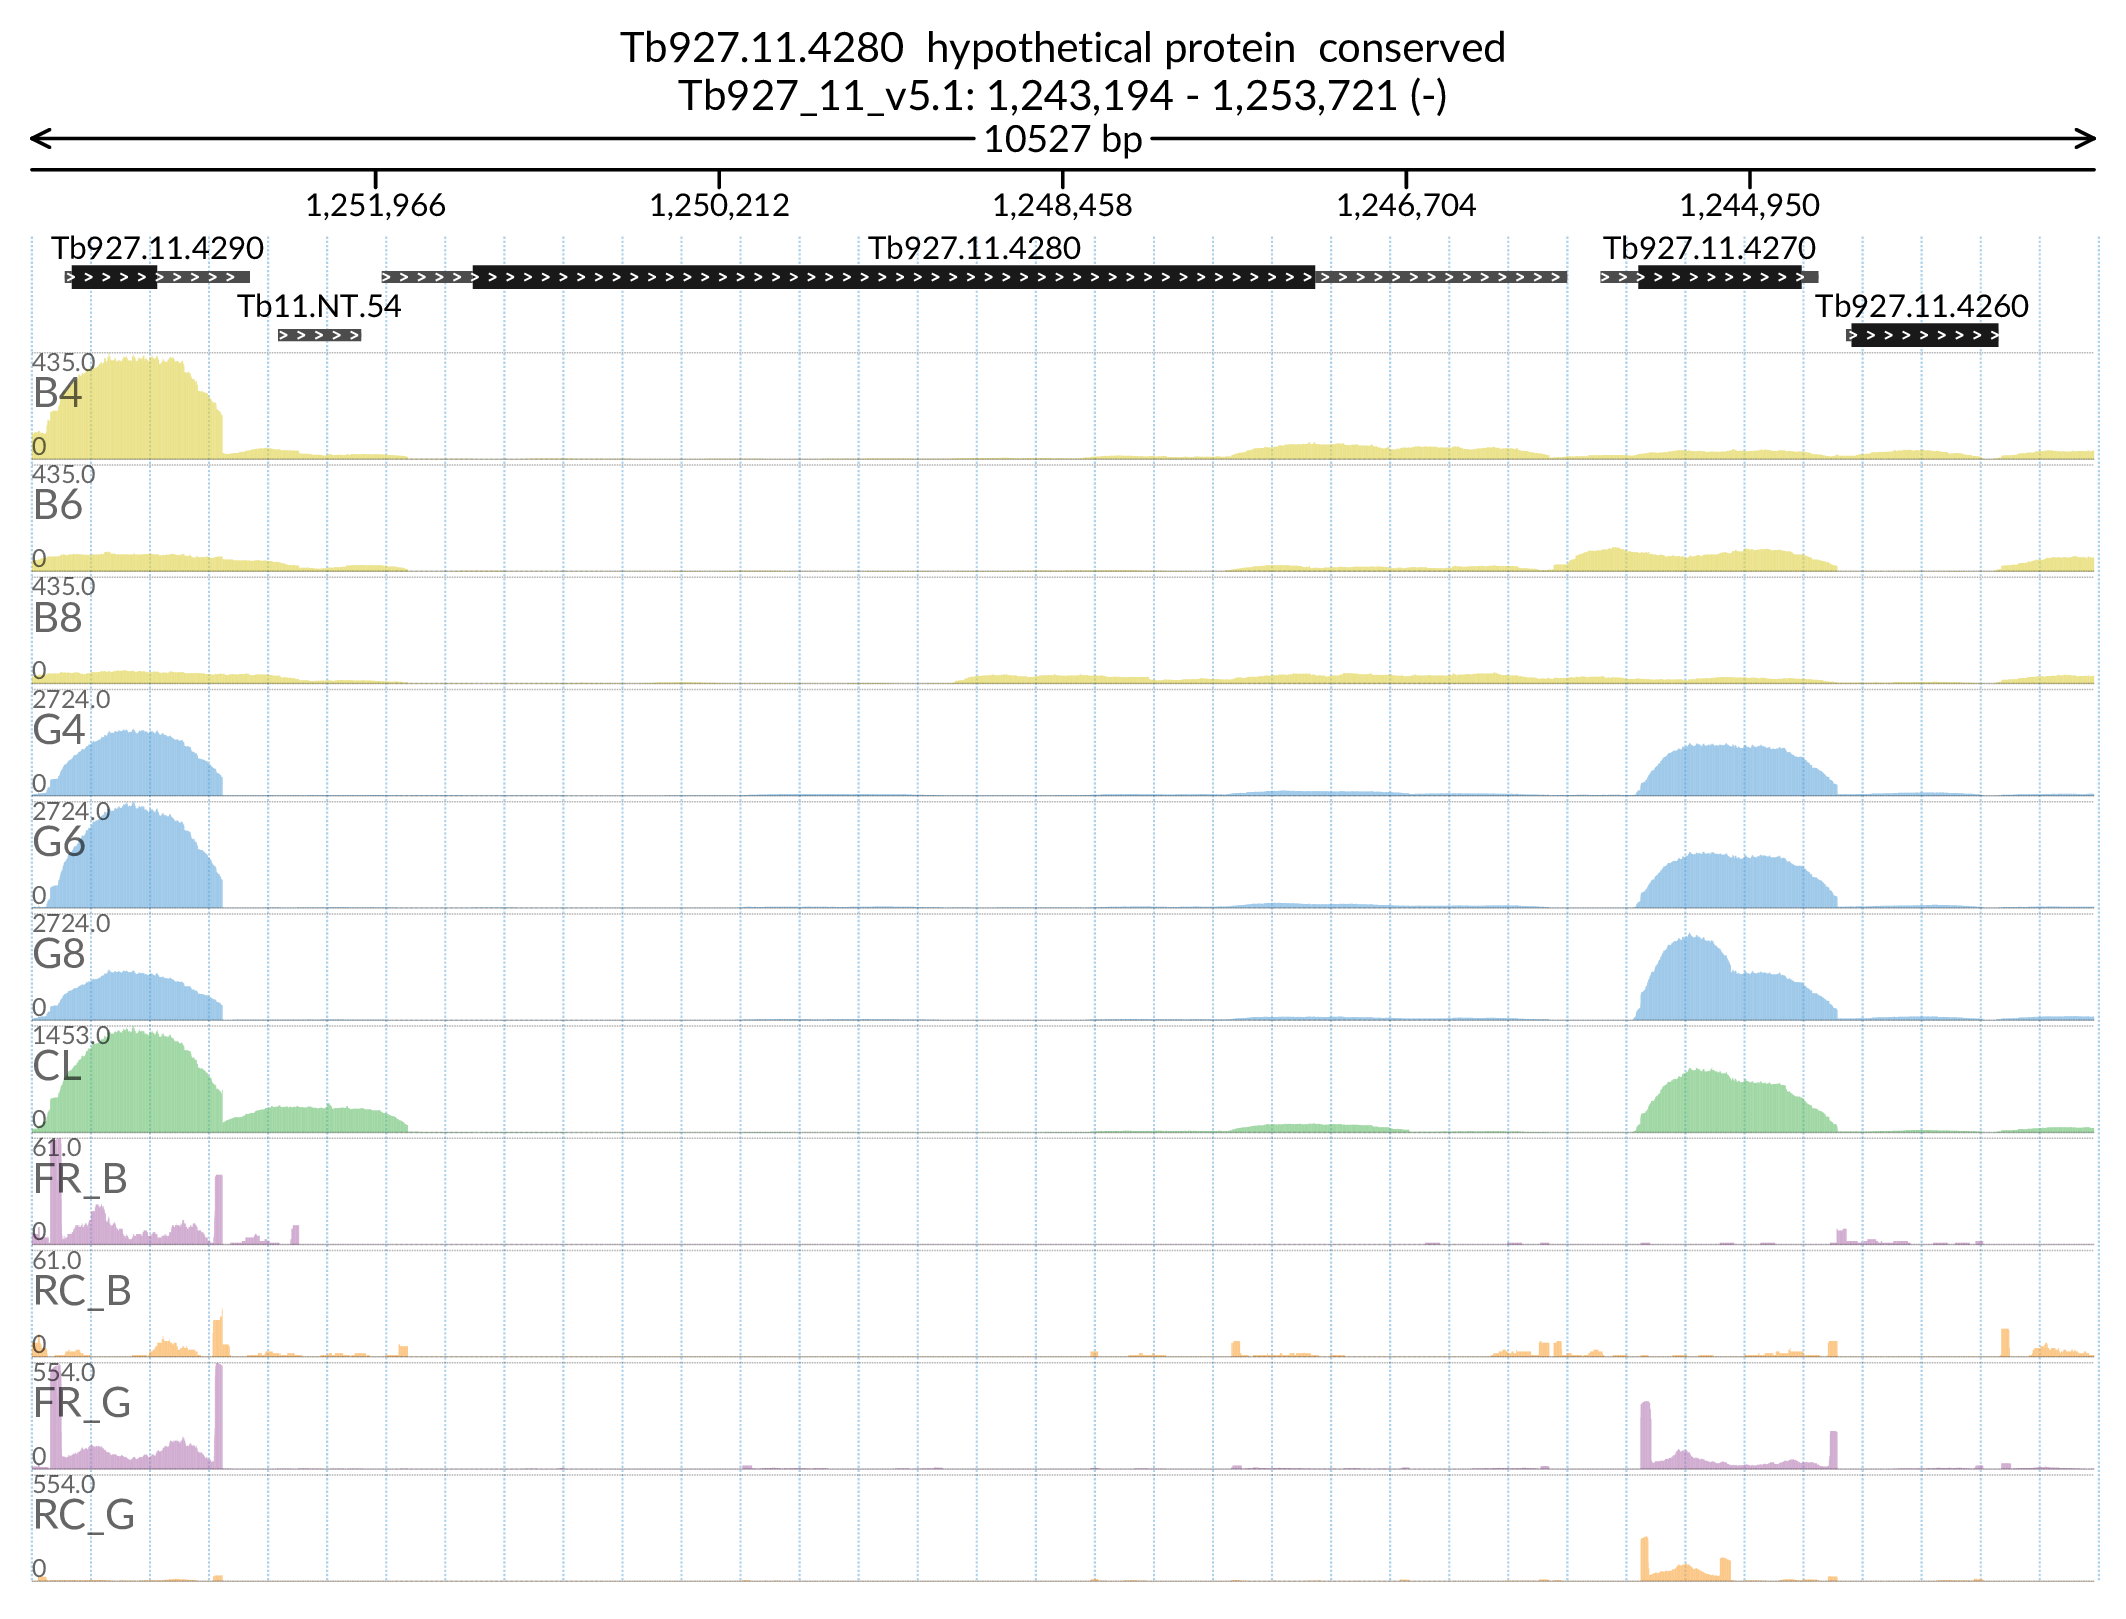 Tb927.11.4280  hypothetical protein  conserved
Tb927_11_v5.1: 1,243,194 - 1,253,721 (-)
10527 bp
1,251,966 1,250,212 1,248,458 1,246,704 1,244,950
Tb927.11.4290 Tb927.11.4280 Tb927.11.4270
Tb11.NT.54 Tb927.11.4260
435.0
B4
0
435.0
B6
0
435.0
B8
0
2724.0
G4
0
2724.0
G6
0
2724.0
G8
0
1453.0
CL
0
61.0
FR_B
0
61.0
RC_B
0
554.0
FR_G
0
554.0
RC_G
0